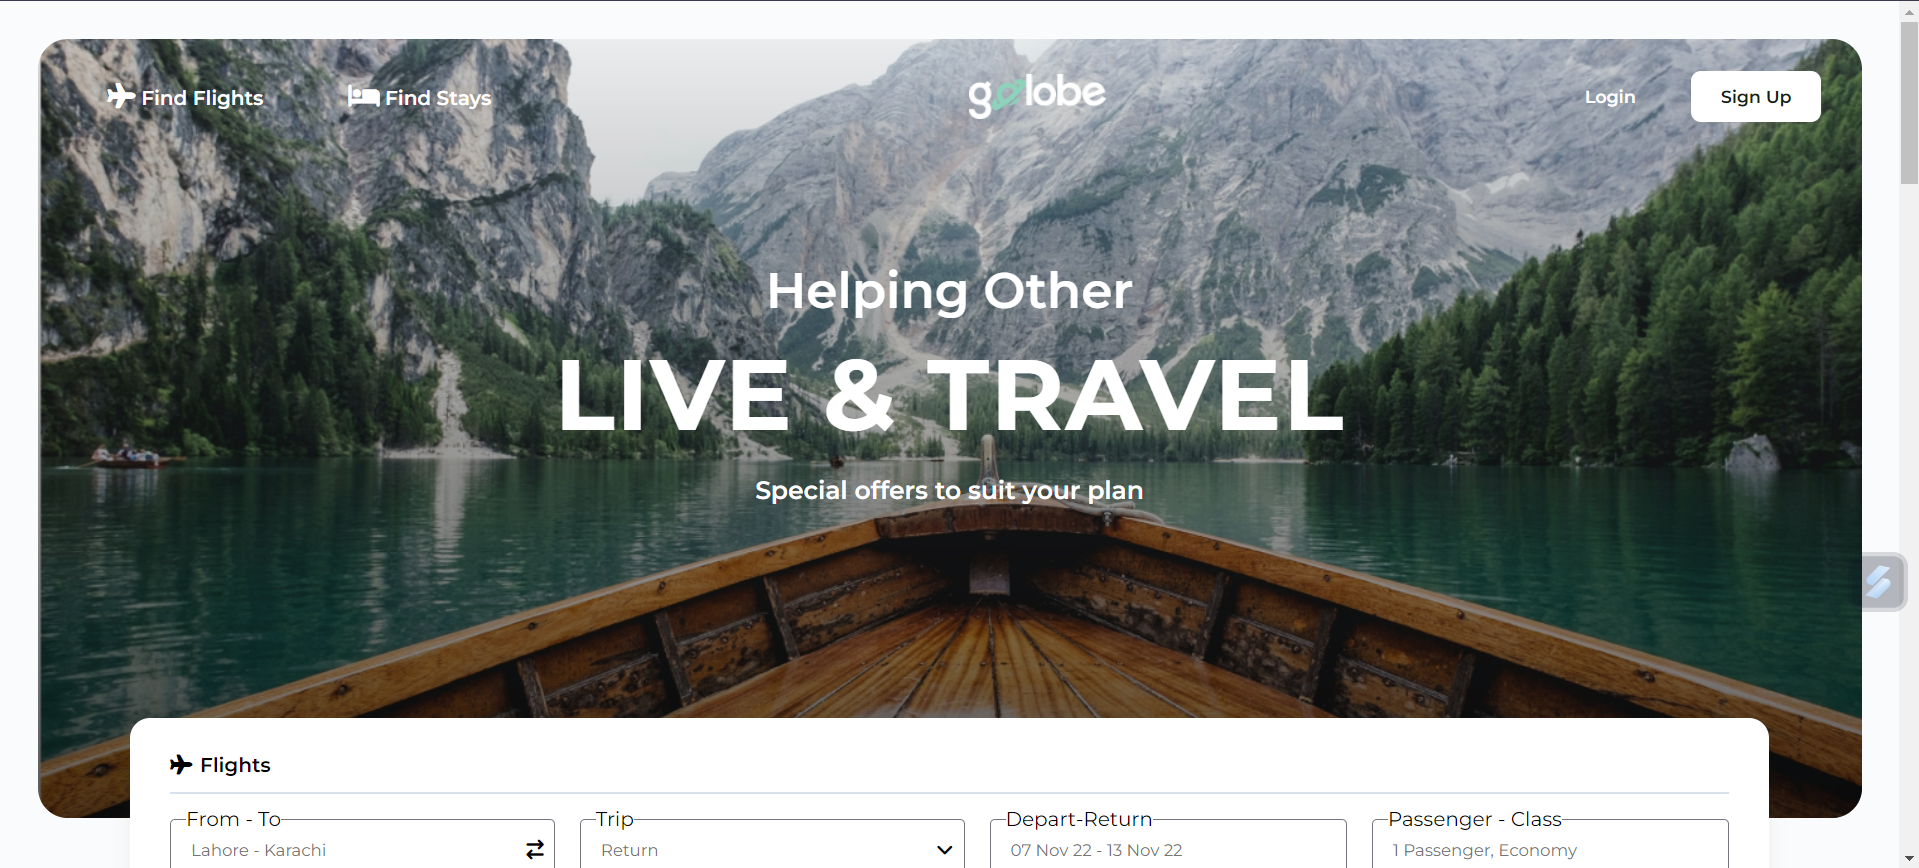 Find Flights
Find Stays
golobe
Login
Sign Up
Helping Other
LIVE & TRAVEL
Special offers to suit your plan
Flights
From - To
Lahore - Karachi
Trip
Return
Depart-Return
07 Nov 22 - 13 Nov 22
Passenger - Class
1 Passenger, Economy